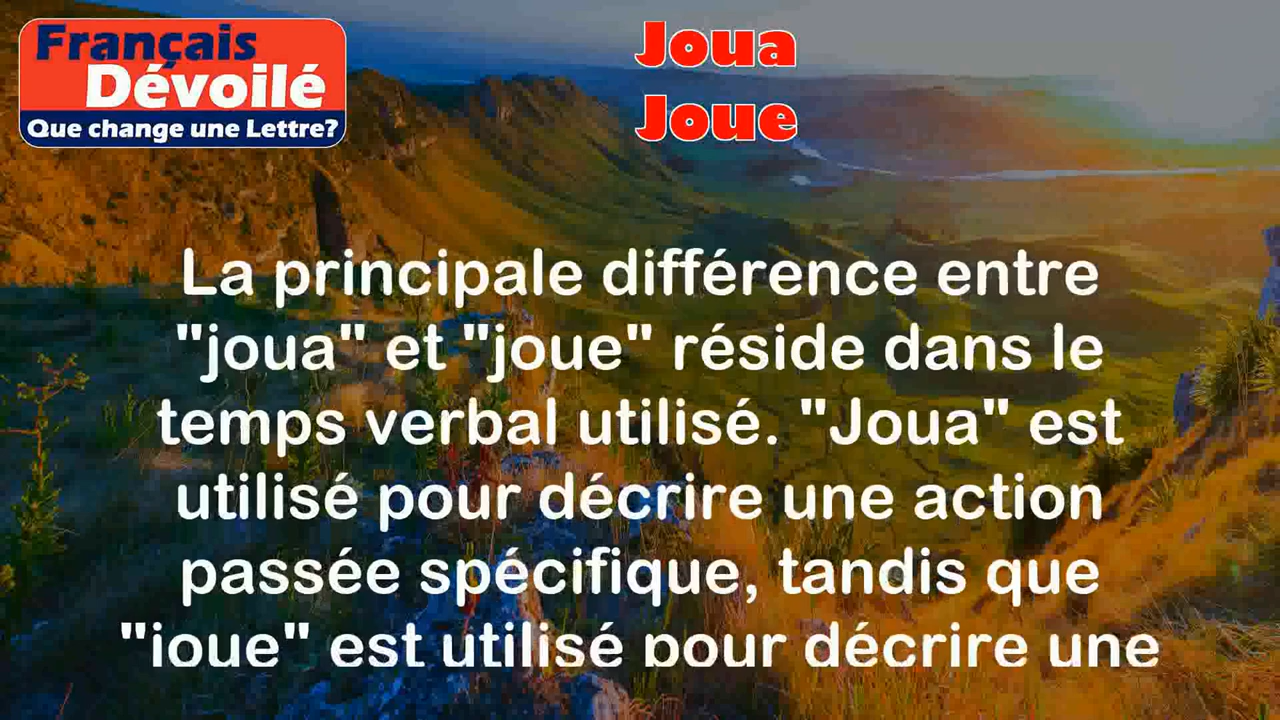 Français
Dévoilé
Que change une Lettre?
Joua
Joue
La principale différence entre
"joua" et "joue" réside dans le
temps verbal utilisé. "Joua" est
utilisé pour décrire une action
passée spécifique, tandis que
"joue" est utilisé pour décrire une